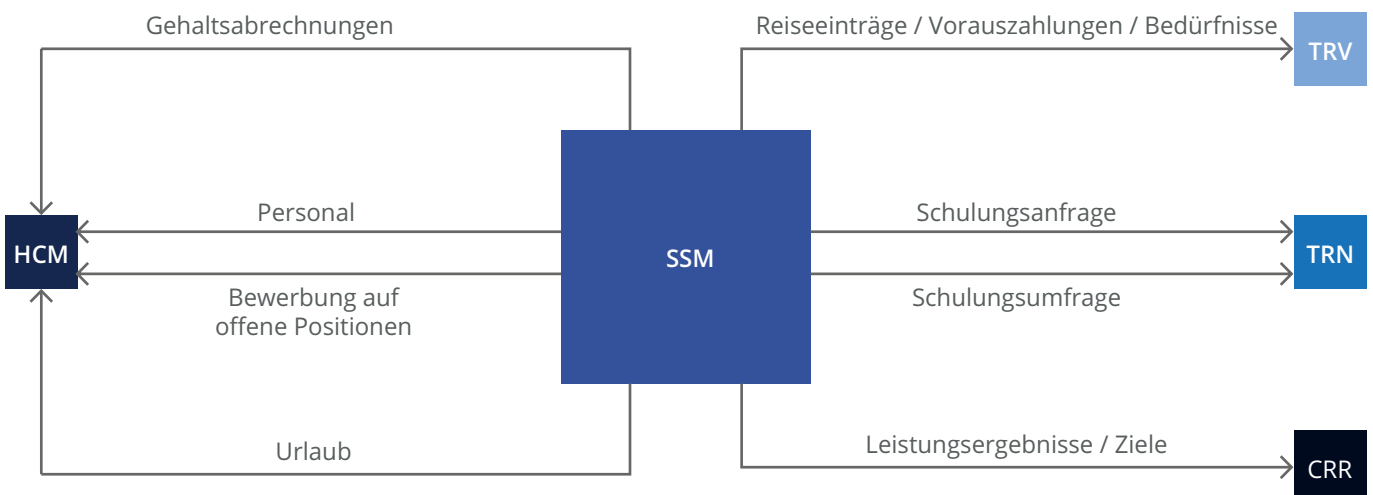 Gehaltsabrechnungen
Reiseeinträge / Vorauszahlungen / Bedürfnisse
TRV
Personal
Schulungsanfrage
HCM
SSM
TRN
Bewerbung auf
offene Positionen
Schulungsumfrage
Urlaub
Leistungsergebnisse / Ziele
CRR